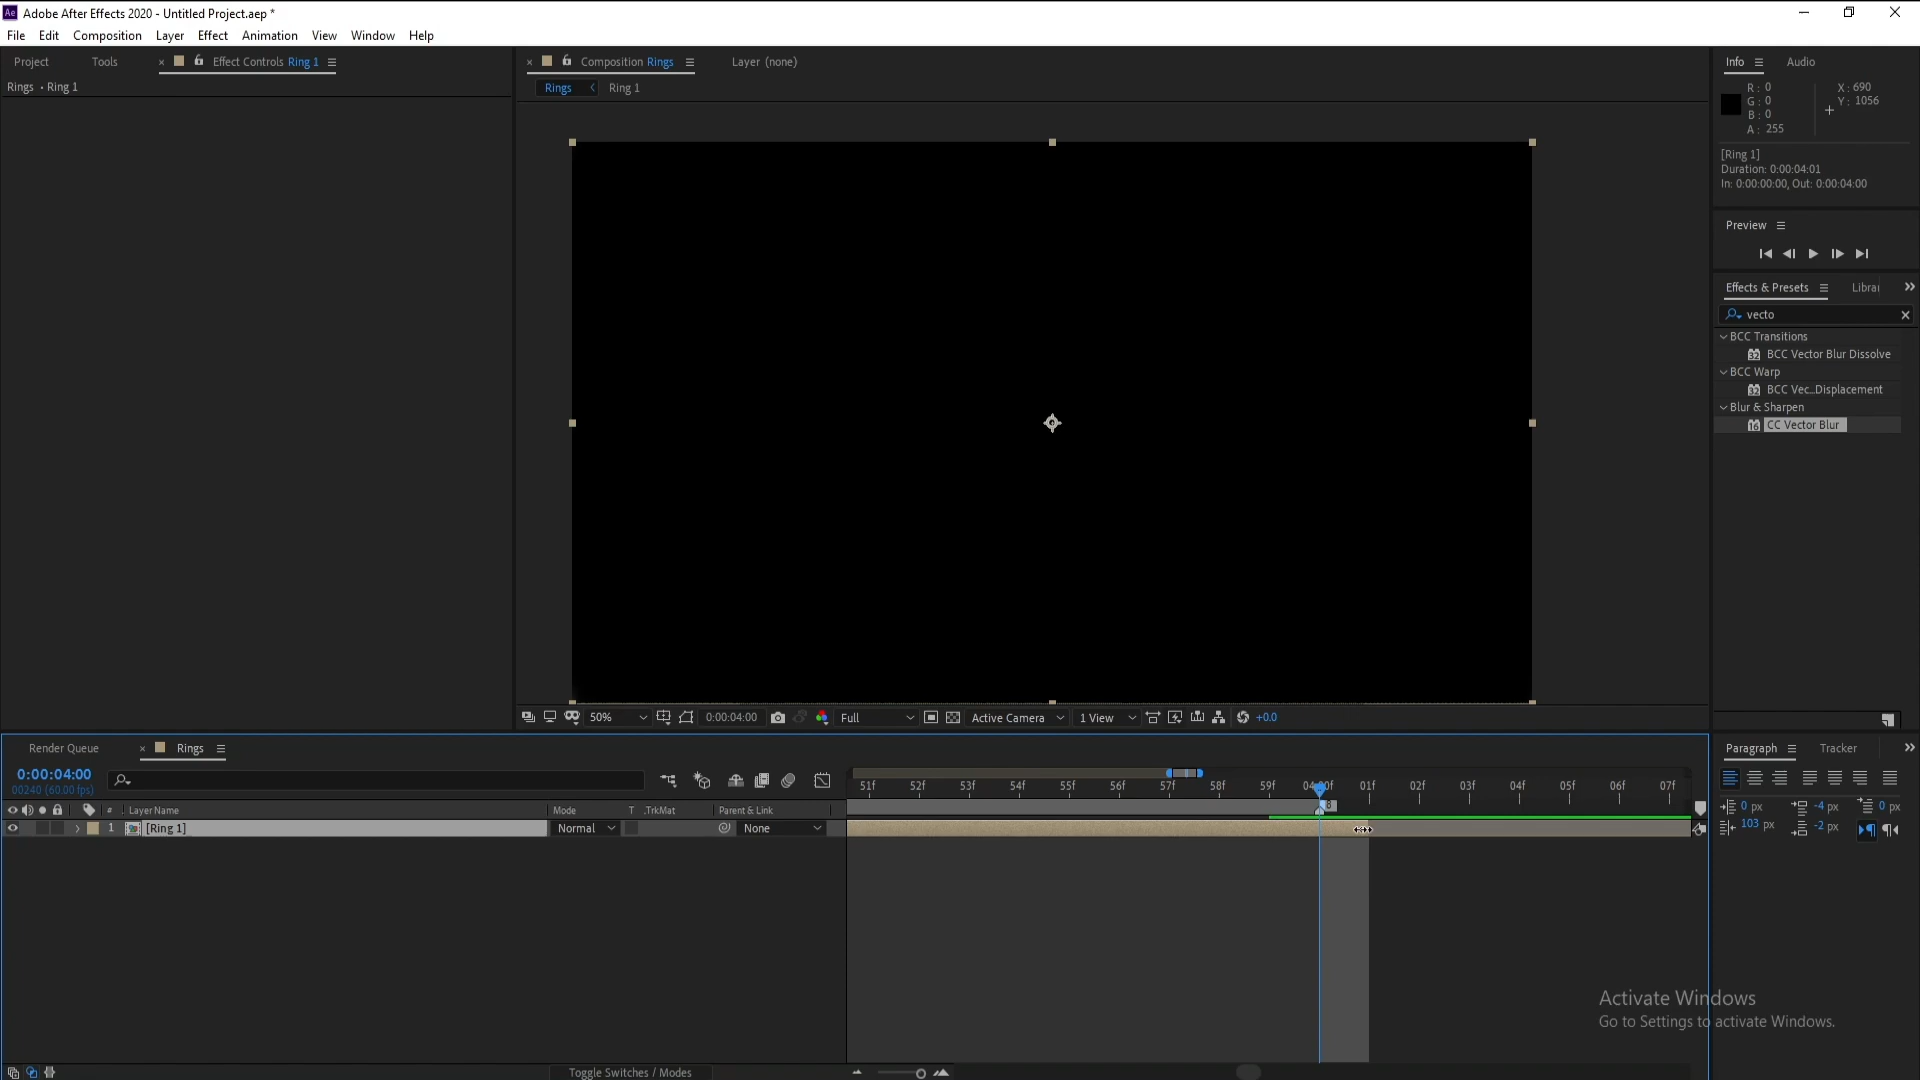 Adobe After Effects 2020 - Untitled Project.aep *
File Edit Composition Layer Effect Animation View Window Help
Project Tools × Effect Controls Ring 1
Rings • Ring 1
× Composition Rings Layer (none)
Rings < Ring 1
Info Audio
R: 0
G: 0
B: 0
A: 255
X: 690
Y: 1056
[Ring 1]
Duration: 0:00:04:01
In: 0:00:00:00, Out: 0:00:04:00
Preview
Effects & Presets Librar
vecto
BCC Transitions
32 BCC Vector Blur Dissolve
BCC Warp
32 BCC Vec...Displacement
Blur & Sharpen
16 CC Vector Blur
50% 0:00:04:00 Full Active Camera 1 View +0.0
Render Queue × Rings
0:00:04:00
00240 (60.00 fps)
51f 52f 53f 54f 55f 56f 57f 58f 59f 04:00f 01f 02f 03f 04f 05f 06f 07f
# Layer Name Mode T .TrkMat Parent & Link
1 [Ring 1] Normal None
Paragraph Tracker
0 px -4 px 0 px
103 px -2 px
Activate Windows
Go to Settings to activate Windows.
Toggle Switches / Modes